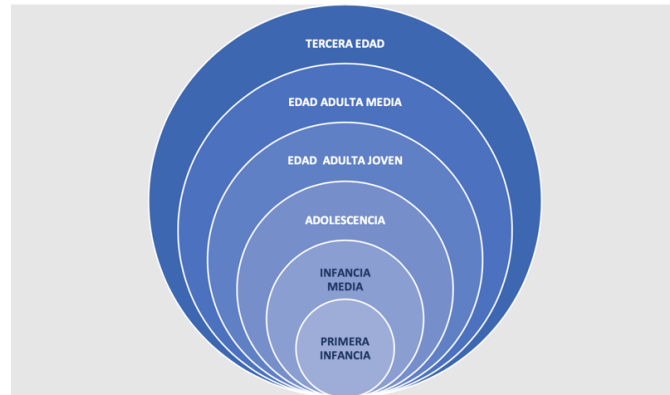 TERCERA EDAD
EDAD ADULTA MEDIA
EDAD ADULTA JOVEN
ADOLESCENCIA
INFANCIA
MEDIA
PRIMERA
INFANCIA